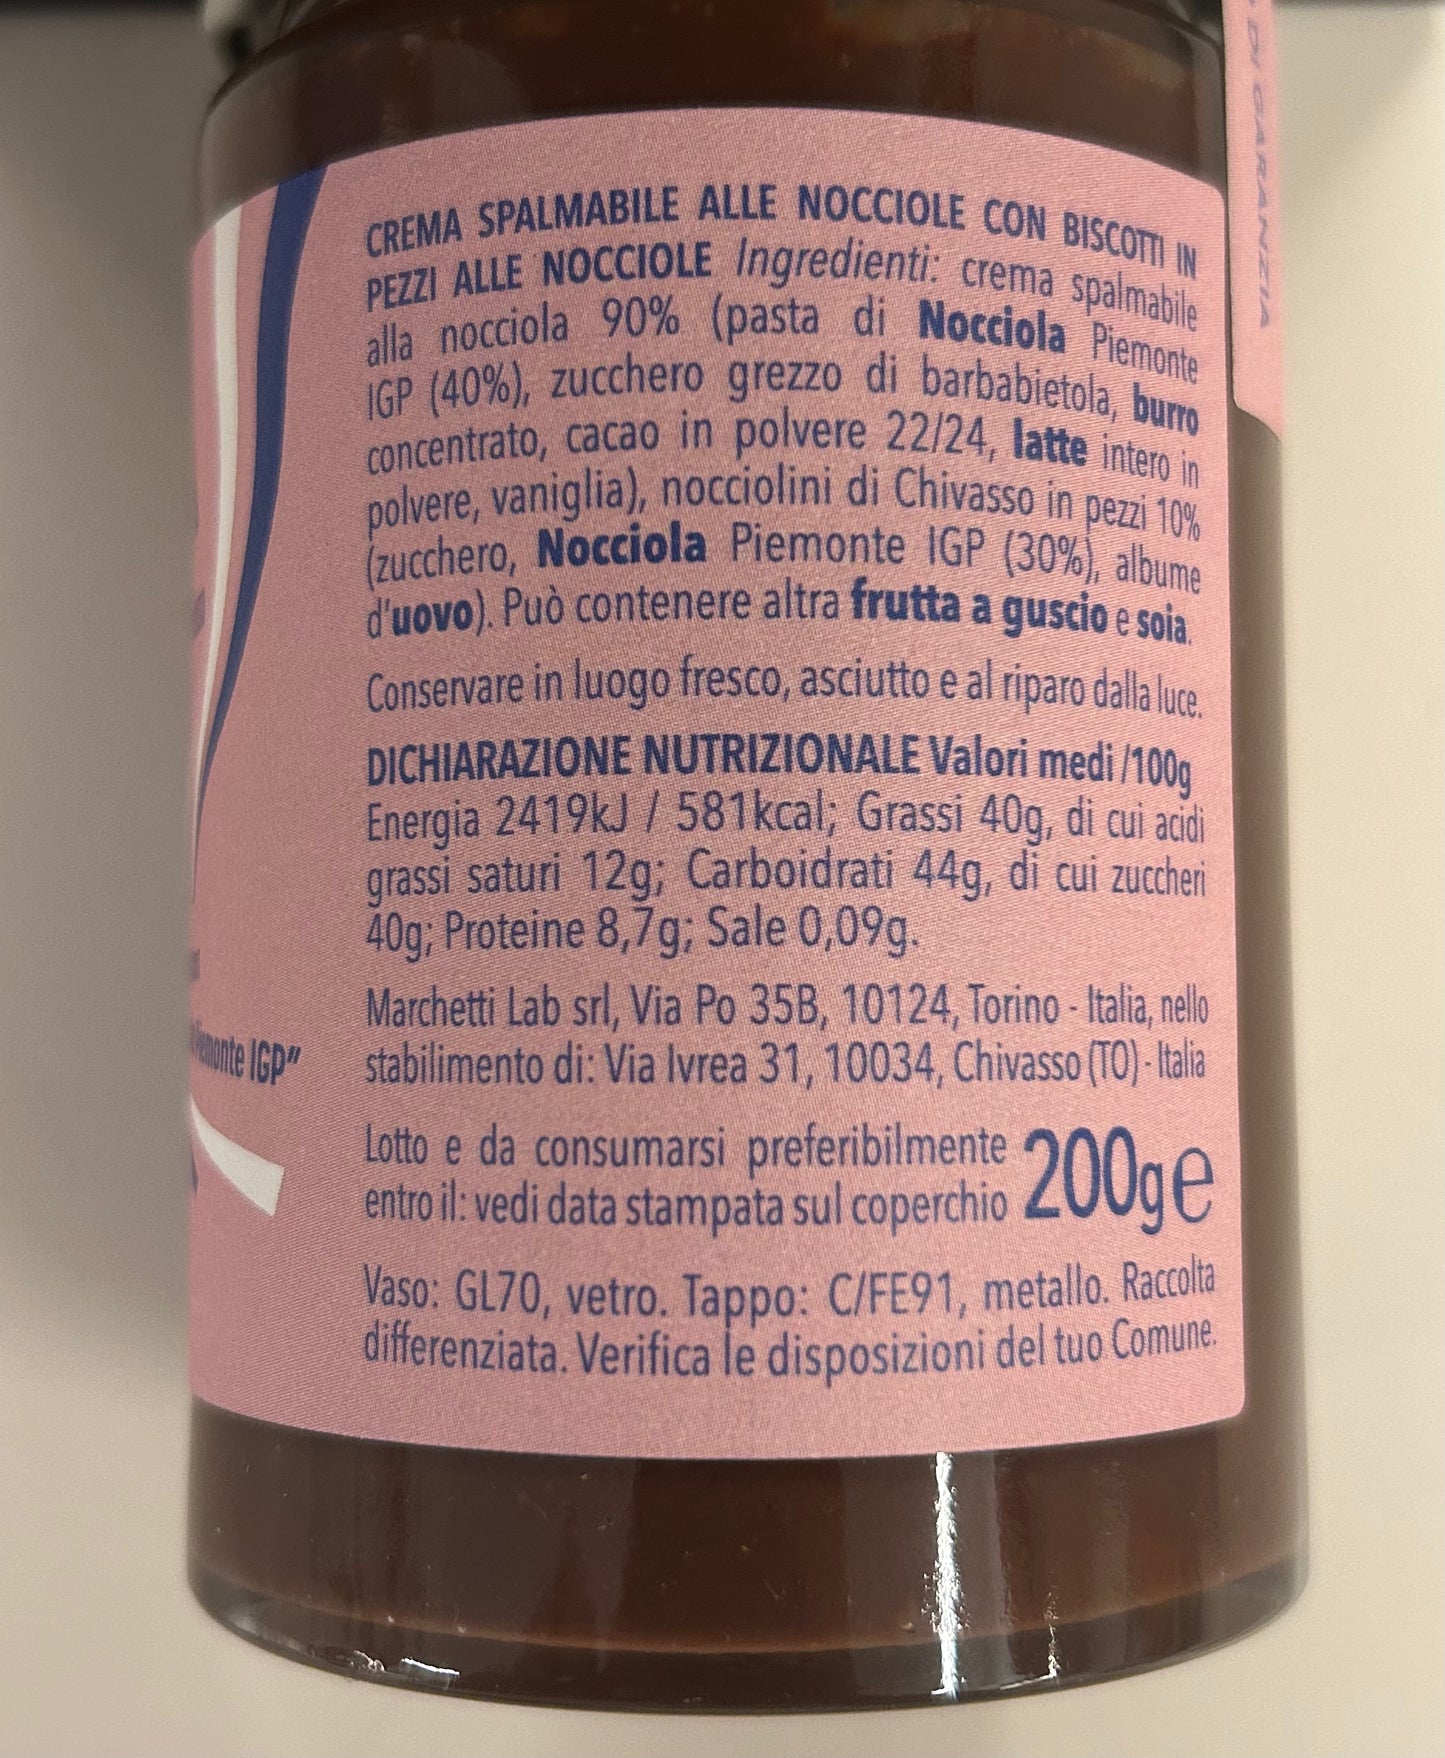 DI GARANZIA
CREMA SPALMABILE ALLE NOCCIOLE CON BISCOTTI IN
PEZZI ALLE NOCCIOLE Ingredienti: crema spalmabile
alla nocciola 90% (pasta di Nocciola Piemonte
IGP (40%), zucchero grezzo di barbabietola, burro
concentrato, cacao in polvere 22/24, latte intero in
polvere, vaniglia), nocciolini di Chivasso in pezzi 10%
(zucchero, Nocciola Piemonte IGP (30%), albume
d'uovo). Può contenere altra frutta a guscio e soia.
Conservare in luogo fresco, asciutto e al riparo dalla luce.
DICHIARAZIONE NUTRIZIONALE Valori medi /100g
Energia 2419kJ / 581kcal; Grassi 40g, di cui acidi
grassi saturi 12g; Carboidrati 44g, di cui zuccheri
40g; Proteine 8,7g; Sale 0,09g.
Marchetti Lab srl, Via Po 35B, 10124, Torino - Italia, nello
stabilimento di: Via Ivrea 31, 10034, Chivasso (TO) - Italia
Piemonte IGP"
Lotto e da consumarsi preferibilmente
entro il: vedi data stampata sul coperchio
200g e
Vaso: GL70, vetro. Tappo: C/FE91, metallo. Raccolta
differenziata. Verifica le disposizioni del tuo Comune.